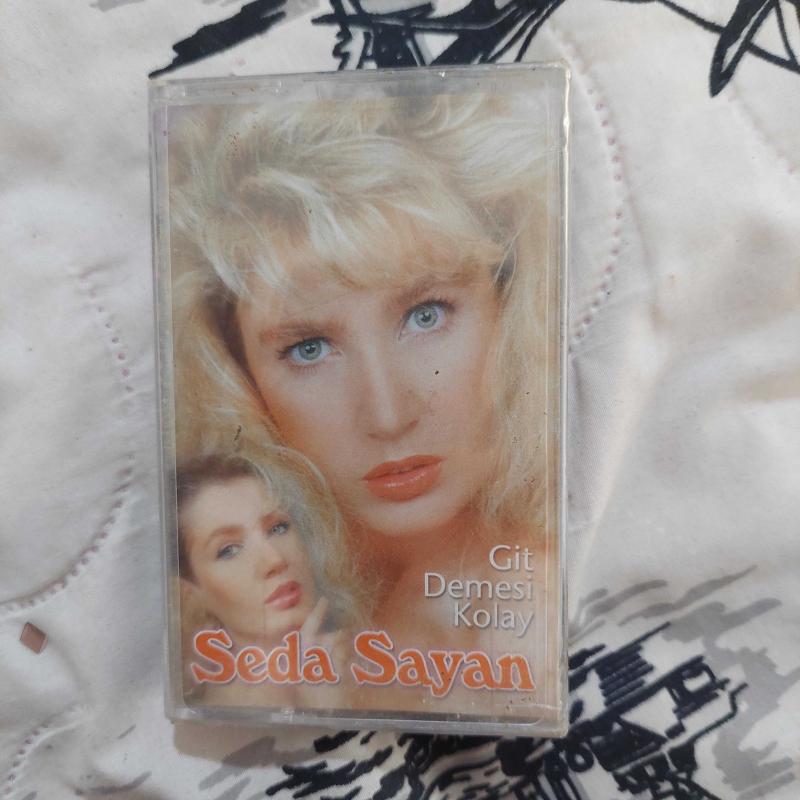 Git
Demesi
Kolay
Seda Sayan